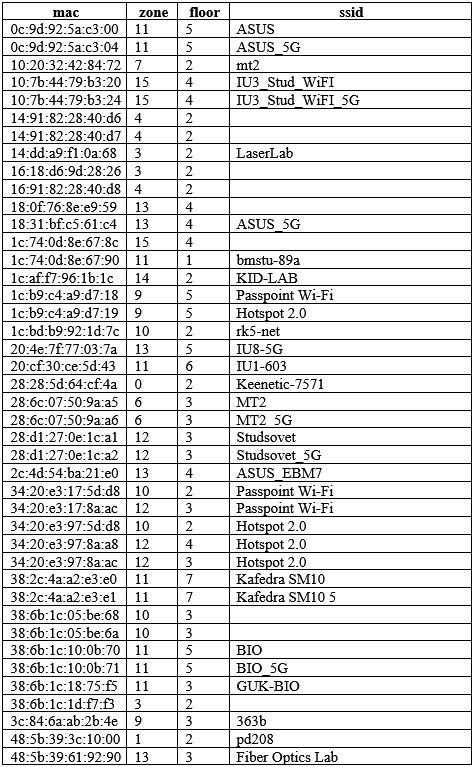 mac zone floor ssid
0c:9d:92:5a:c3:00 11 5 ASUS
0c:9d:92:5a:c3:04 11 5 ASUS_5G
10:20:32:42:84:72 7 2 mt2
10:7b:44:79:b3:20 15 4 IU3_Stud_WiFI
10:7b:44:79:b3:24 15 4 IU3_Stud_WiFI_5G
14:91:82:28:40:d6 4 2
14:91:82:28:40:d7 4 2
14:dd:a9:f1:0a:68 3 2 LaserLab
16:18:d6:9d:28:26 3 2
16:91:82:28:40:d8 4 2
18:0f:76:8e:e9:59 13 4
18:31:bf:c5:61:c4 13 4 ASUS_5G
1c:74:0d:8e:67:8c 15 4
1c:74:0d:8e:67:90 11 1 bmstu-89a
1c:af:f7:96:1b:1c 14 2 KID-LAB
1c:b9:c4:a9:d7:18 9 5 Passpoint Wi-Fi
1c:b9:c4:a9:d7:19 9 5 Hotspot 2.0
1c:bd:b9:92:1d:7c 10 2 rk5-net
20:4e:7f:77:03:7a 13 5 IU8-5G
20:cf:30:ce:5d:43 11 6 IU1-603
28:28:5d:64:cf:4a 0 2 Keenetic-7571
28:6c:07:50:9a:a5 6 3 MT2
28:6c:07:50:9a:a6 6 3 MT2_5G
28:d1:27:0e:1c:a1 12 3 Studsovet
28:d1:27:0e:1c:a2 12 3 Studsovet_5G
2c:4d:54:ba:21:e0 13 4 ASUS_EBM7
34:20:e3:17:5d:d8 10 2 Passpoint Wi-Fi
34:20:e3:17:8a:ac 12 3 Passpoint Wi-Fi
34:20:e3:97:5d:d8 10 2 Hotspot 2.0
34:20:e3:97:8a:a8 12 4 Hotspot 2.0
34:20:e3:97:8a:ac 12 3 Hotspot 2.0
38:2c:4a:a2:e3:e0 11 7 Kafedra SM10
38:2c:4a:a2:e3:e1 11 7 Kafedra SM10 5
38:6b:1c:05:be:68 10 3
38:6b:1c:05:be:6a 10 3
38:6b:1c:10:0b:70 11 5 BIO
38:6b:1c:10:0b:71 11 5 BIO_5G
38:6b:1c:18:75:f5 11 3 GUK-BIO
38:6b:1c:1d:f7:f3 3 2
3c:84:6a:ab:2b:4e 9 3 363b
48:5b:39:3c:10:00 1 2 pd208
48:5b:39:61:92:90 13 3 Fiber Optics Lab